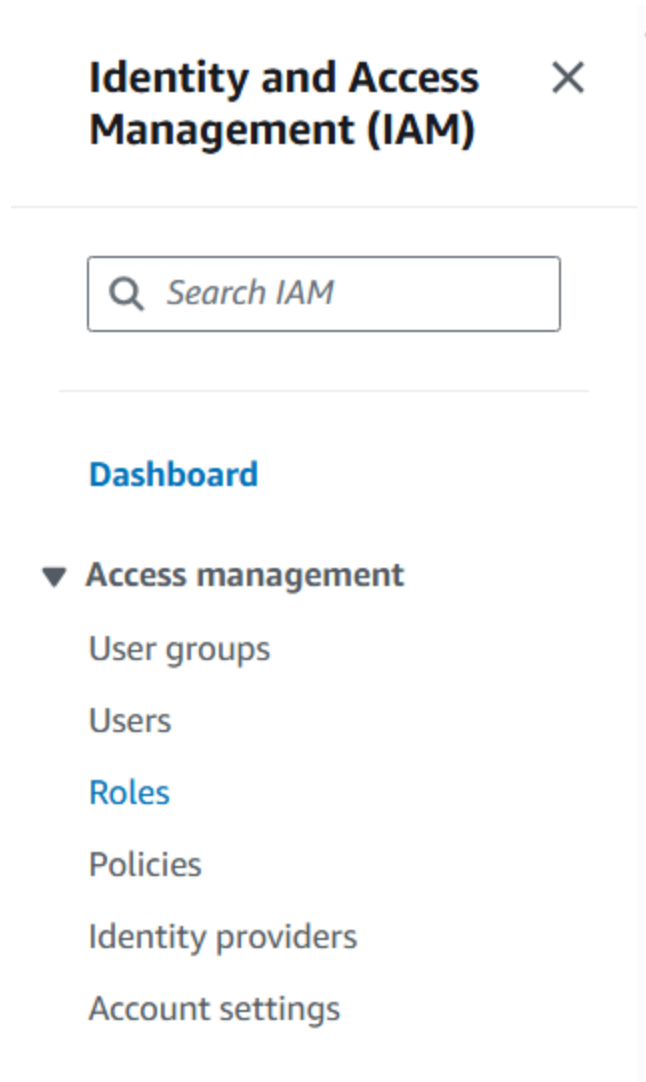 Identity and Access
Management (IAM)
Search IAM
Dashboard
Access management
User groups
Users
Roles
Policies
Identity providers
Account settings